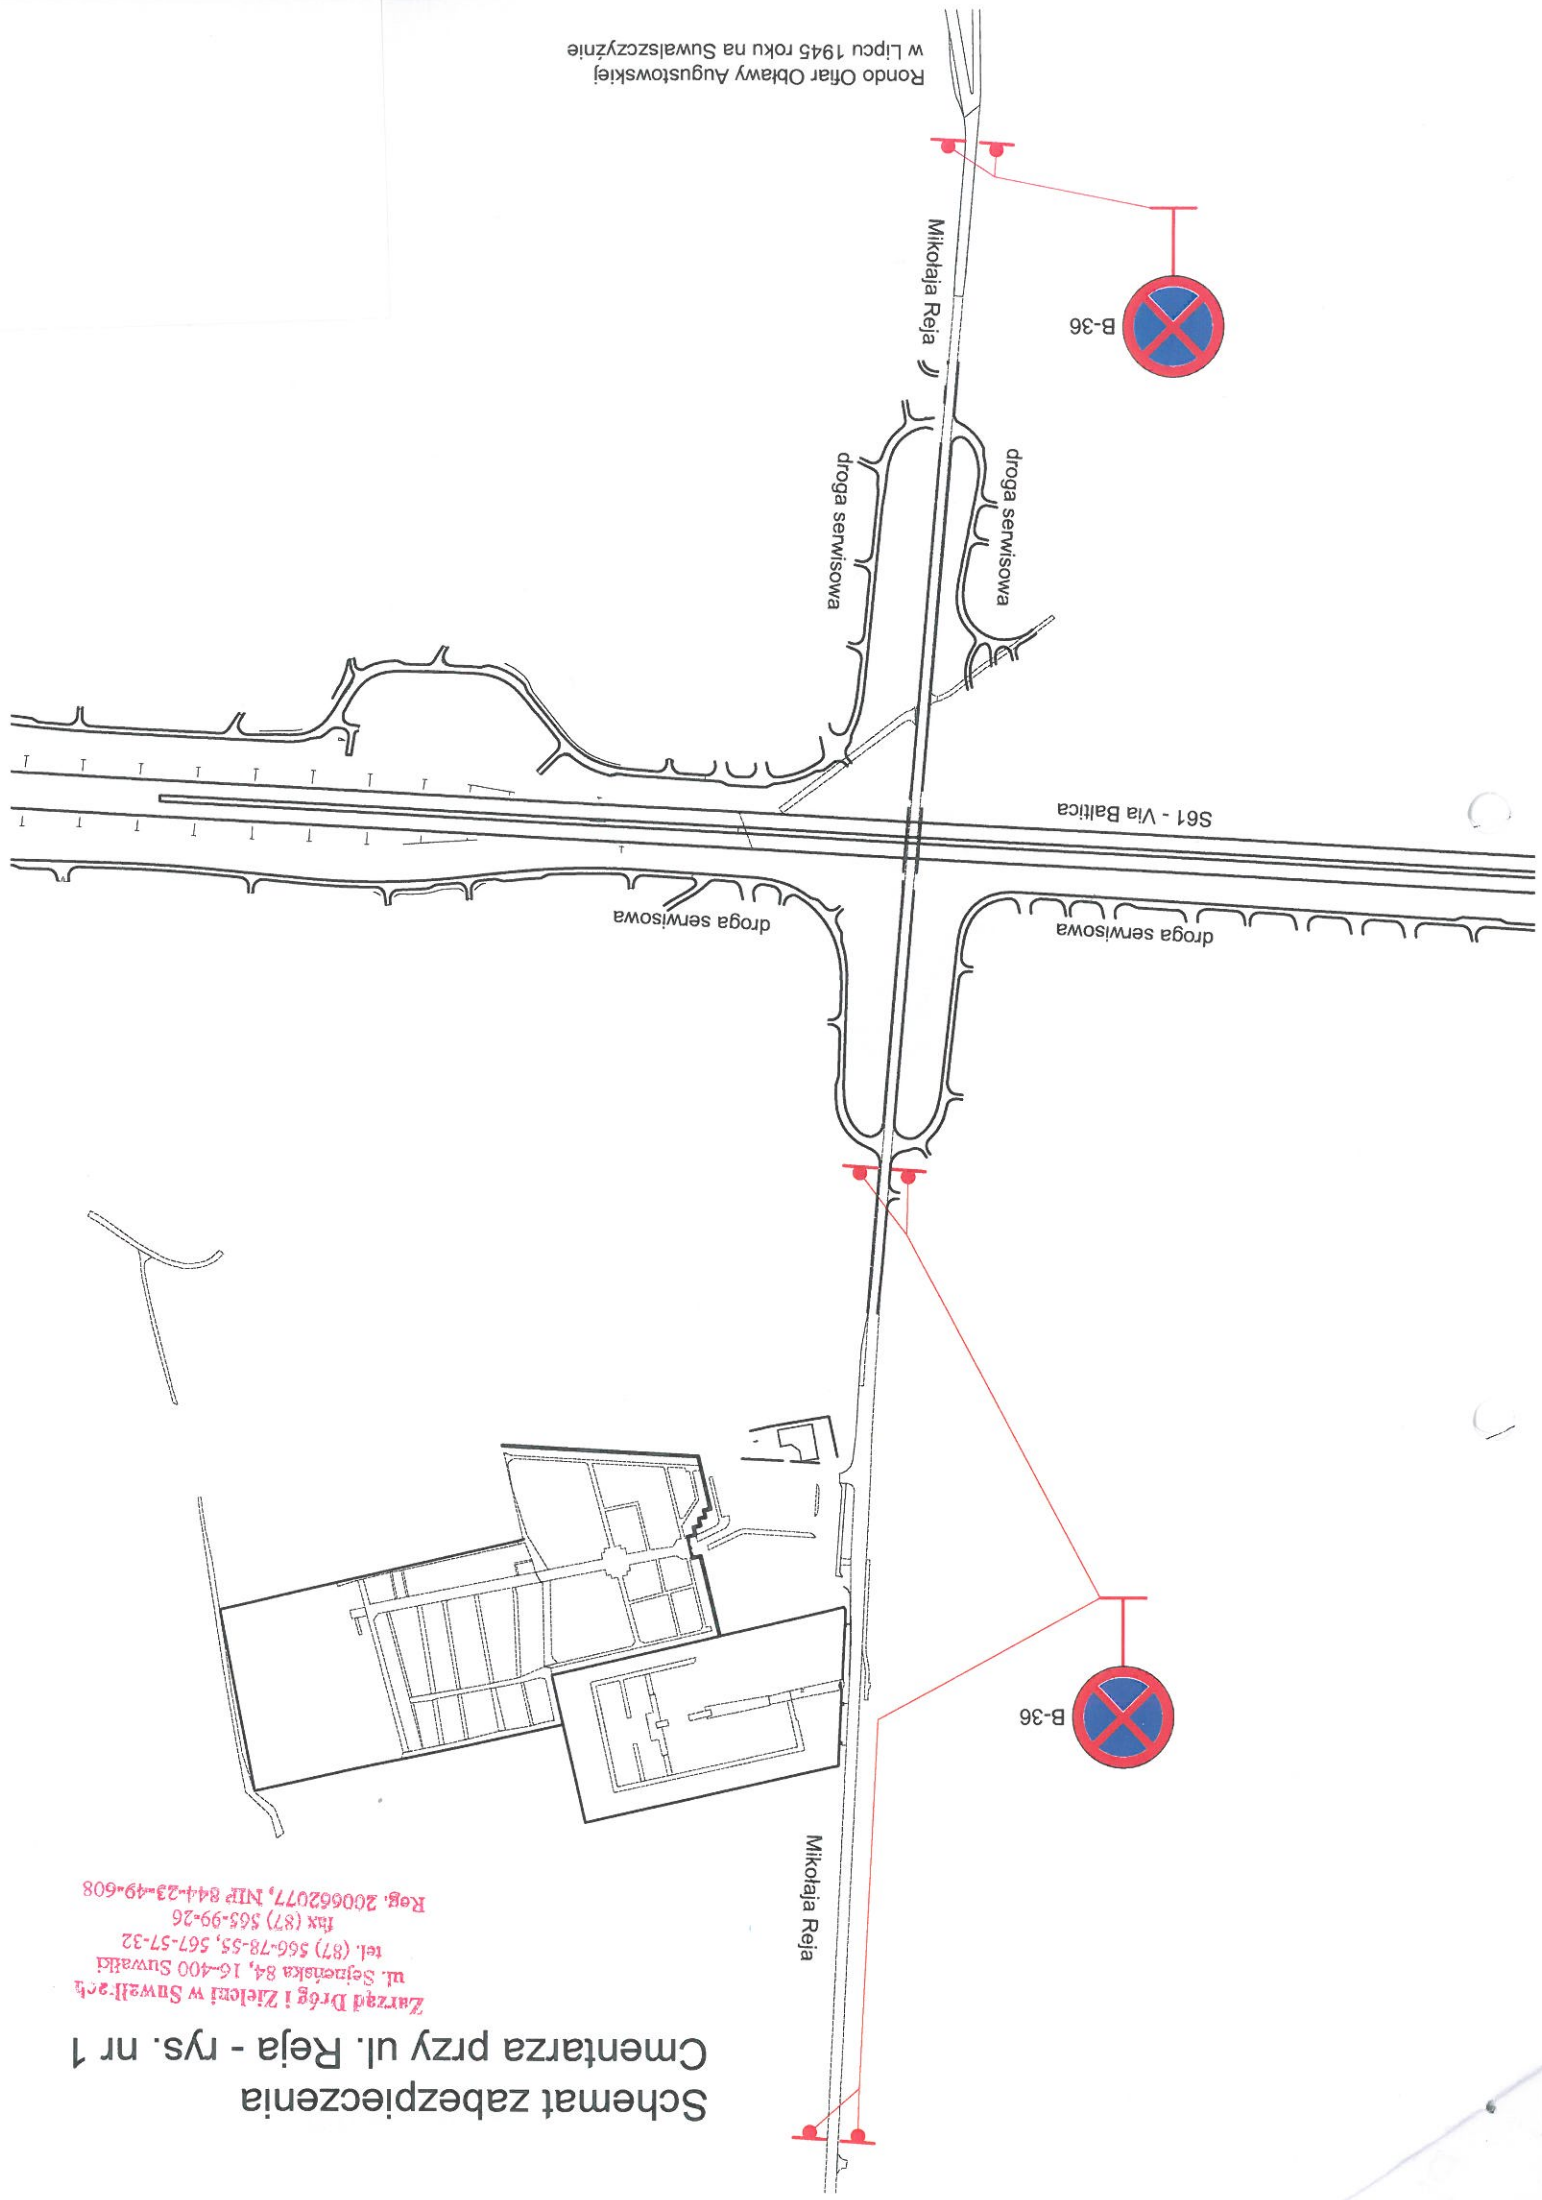 Schemat zabezpieczenia
Cmentarza przy ul. Reja - rys. nr 1
Zarząd Dróg i Zieleni w Suwałkach
ul. Sejneńska 84, 16-400 Suwałki
tel. (87) 566-78-55, 567-57-32
fax (87) 565-99-26
Reg. 200662077, NIP 844-23-49-608
Mikołaja Reja
B-36
droga serwisowa
droga serwisowa
S61 - Via Baltica
droga serwisowa
droga serwisowa
B-36
Mikołaja Reja
Rondo Ofiar Obławy Augustowskiej
w Lipcu 1945 roku na Suwalszczyźnie